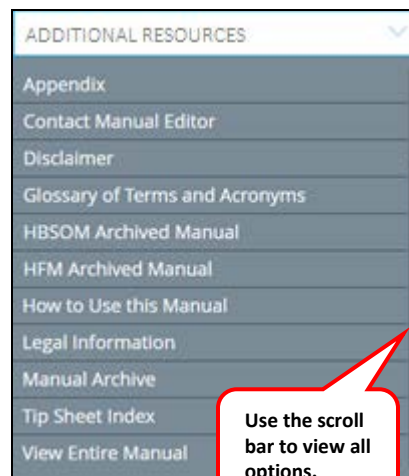 ADDITIONAL RESOURCES
Appendix
Contact Manual Editor
Disclaimer
Glossary of Terms and Acronyms
HBSOM Archived Manual
HFM Archived Manual
How to Use this Manual
Legal Information
Manual Archive
Tip Sheet Index
View Entire Manual
Use the scroll
bar to view all
options.